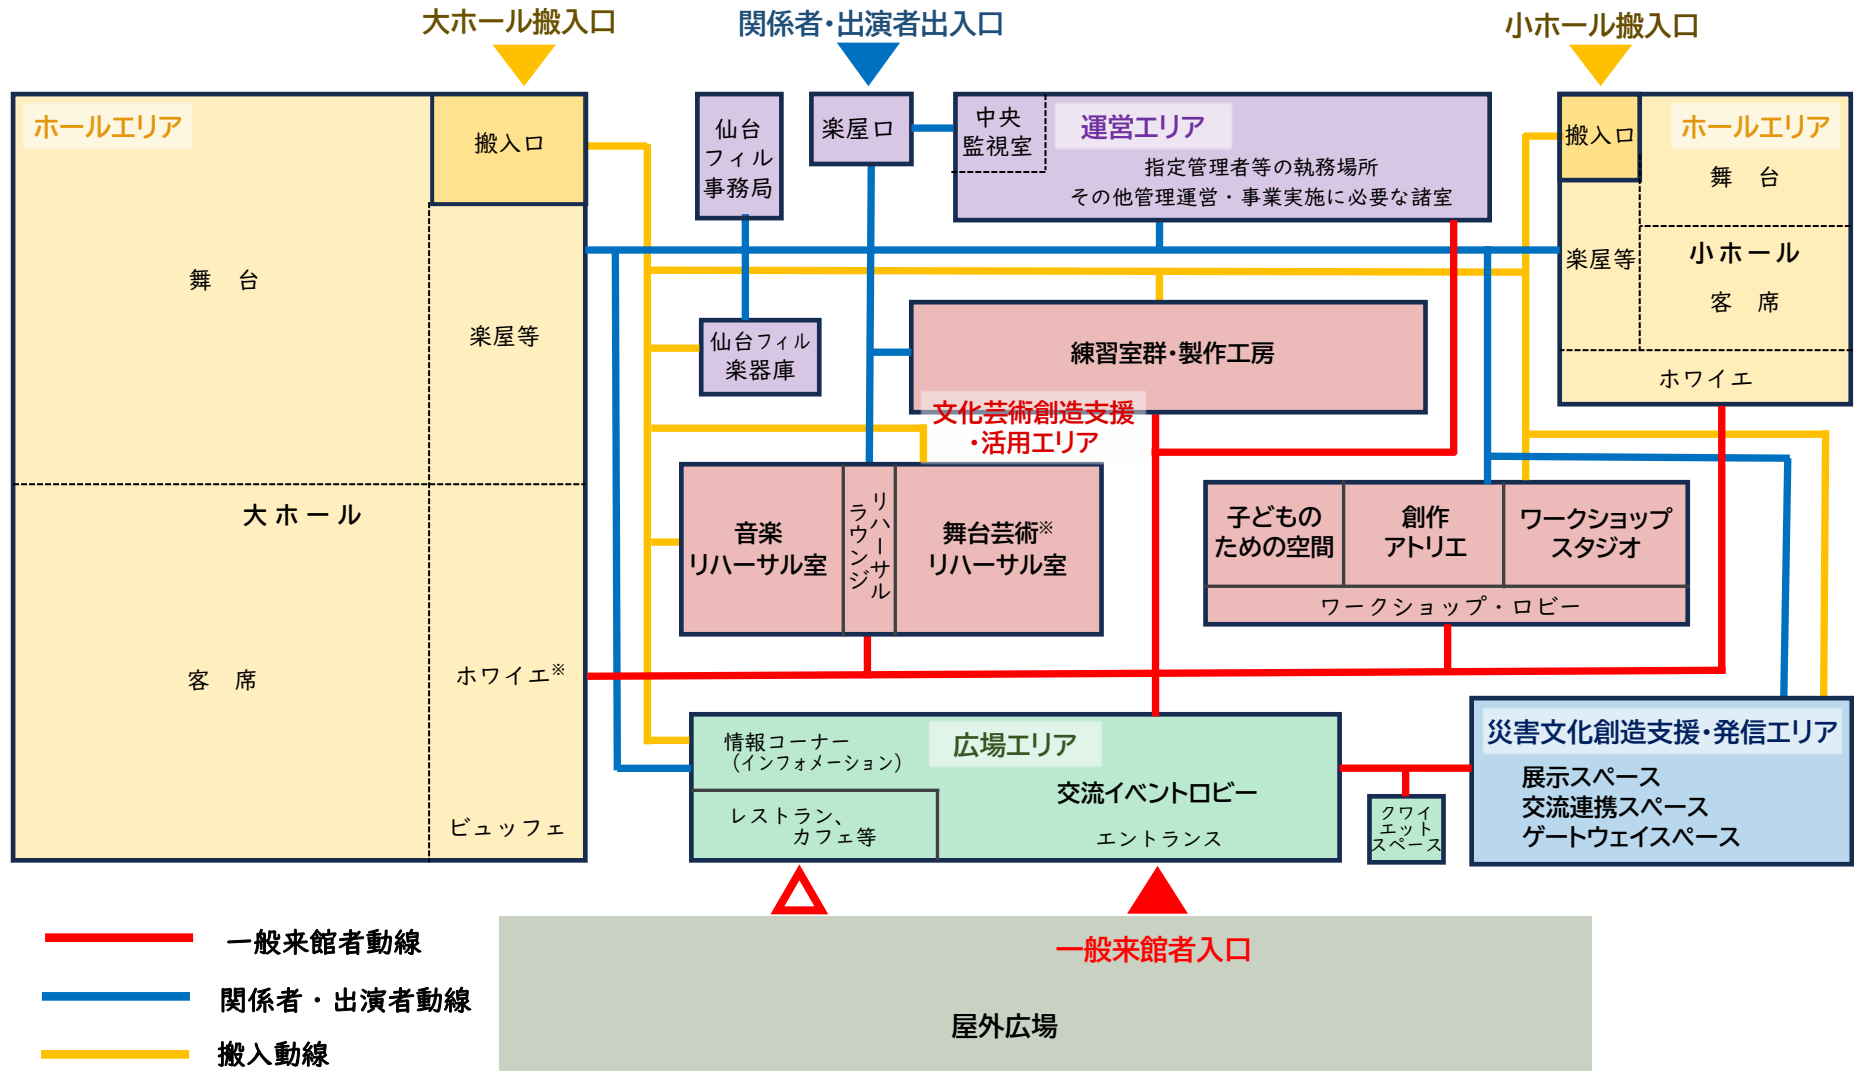 大ホール搬入口
関係者・出演者出入口
小ホール搬入口
ホールエリア
搬入口
舞　台
楽屋等
大ホール
客　席
ホワイエ※
ビュッフェ
仙台
フィル
事務局
楽屋口
中央
監視室
運営エリア
指定管理者等の執務場所
その他管理運営・事業実施に必要な諸室
搬入口
ホールエリア
舞　台
楽屋等
小ホール
客　席
ホワイエ
仙台フィル
楽器庫
練習室群・製作工房
文化芸術創造支援
・活用エリア
音楽
リハーサル室
リハーサル
ラウンジ
舞台芸術※
リハーサル室
子どもの
ための空間
創作
アトリエ
ワークショップ
スタジオ
ワークショップ・ロビー
情報コーナー
（インフォメーション）
広場エリア
レストラン、
カフェ等
交流イベントロビー
エントランス
クワイ
エット
スペース
災害文化創造支援・発信エリア
展示スペース
交流連携スペース
ゲートウェイスペース
一般来館者動線
関係者・出演者動線
搬入動線
一般来館者入口
屋外広場